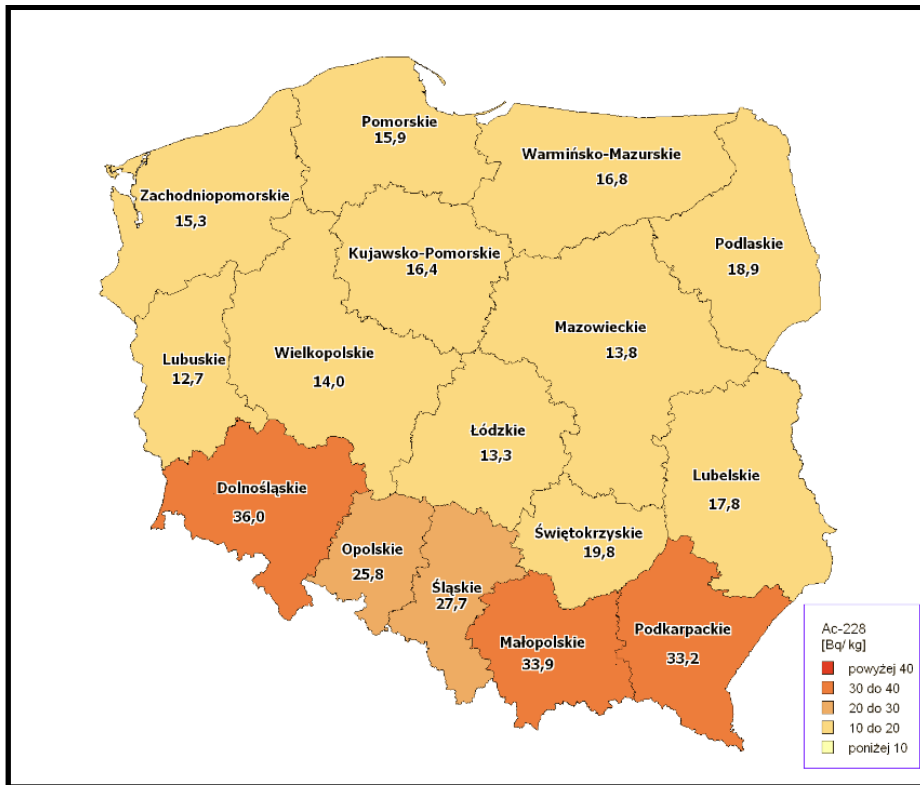 Pomorskie
15,9
Warmińsko-Mazurskie
16,8
Zachodniopomorskie
15,3
Kujawsko-Pomorskie
16,4
Podlaskie
18,9
Mazowieckie
13,8
Lubuskie
12,7
Wielkopolskie
14,0
Łódzkie
13,3
Lubelskie
17,8
Dolnośląskie
36,0
Opolskie
25,8
Śląskie
27,7
Świętokrzyskie
19,8
Małopolskie
33,9
Podkarpackie
33,2
Ac-228
[Bq/ kg]
powyżej 40
30 do 40
20 do 30
10 do 20
poniżej 10